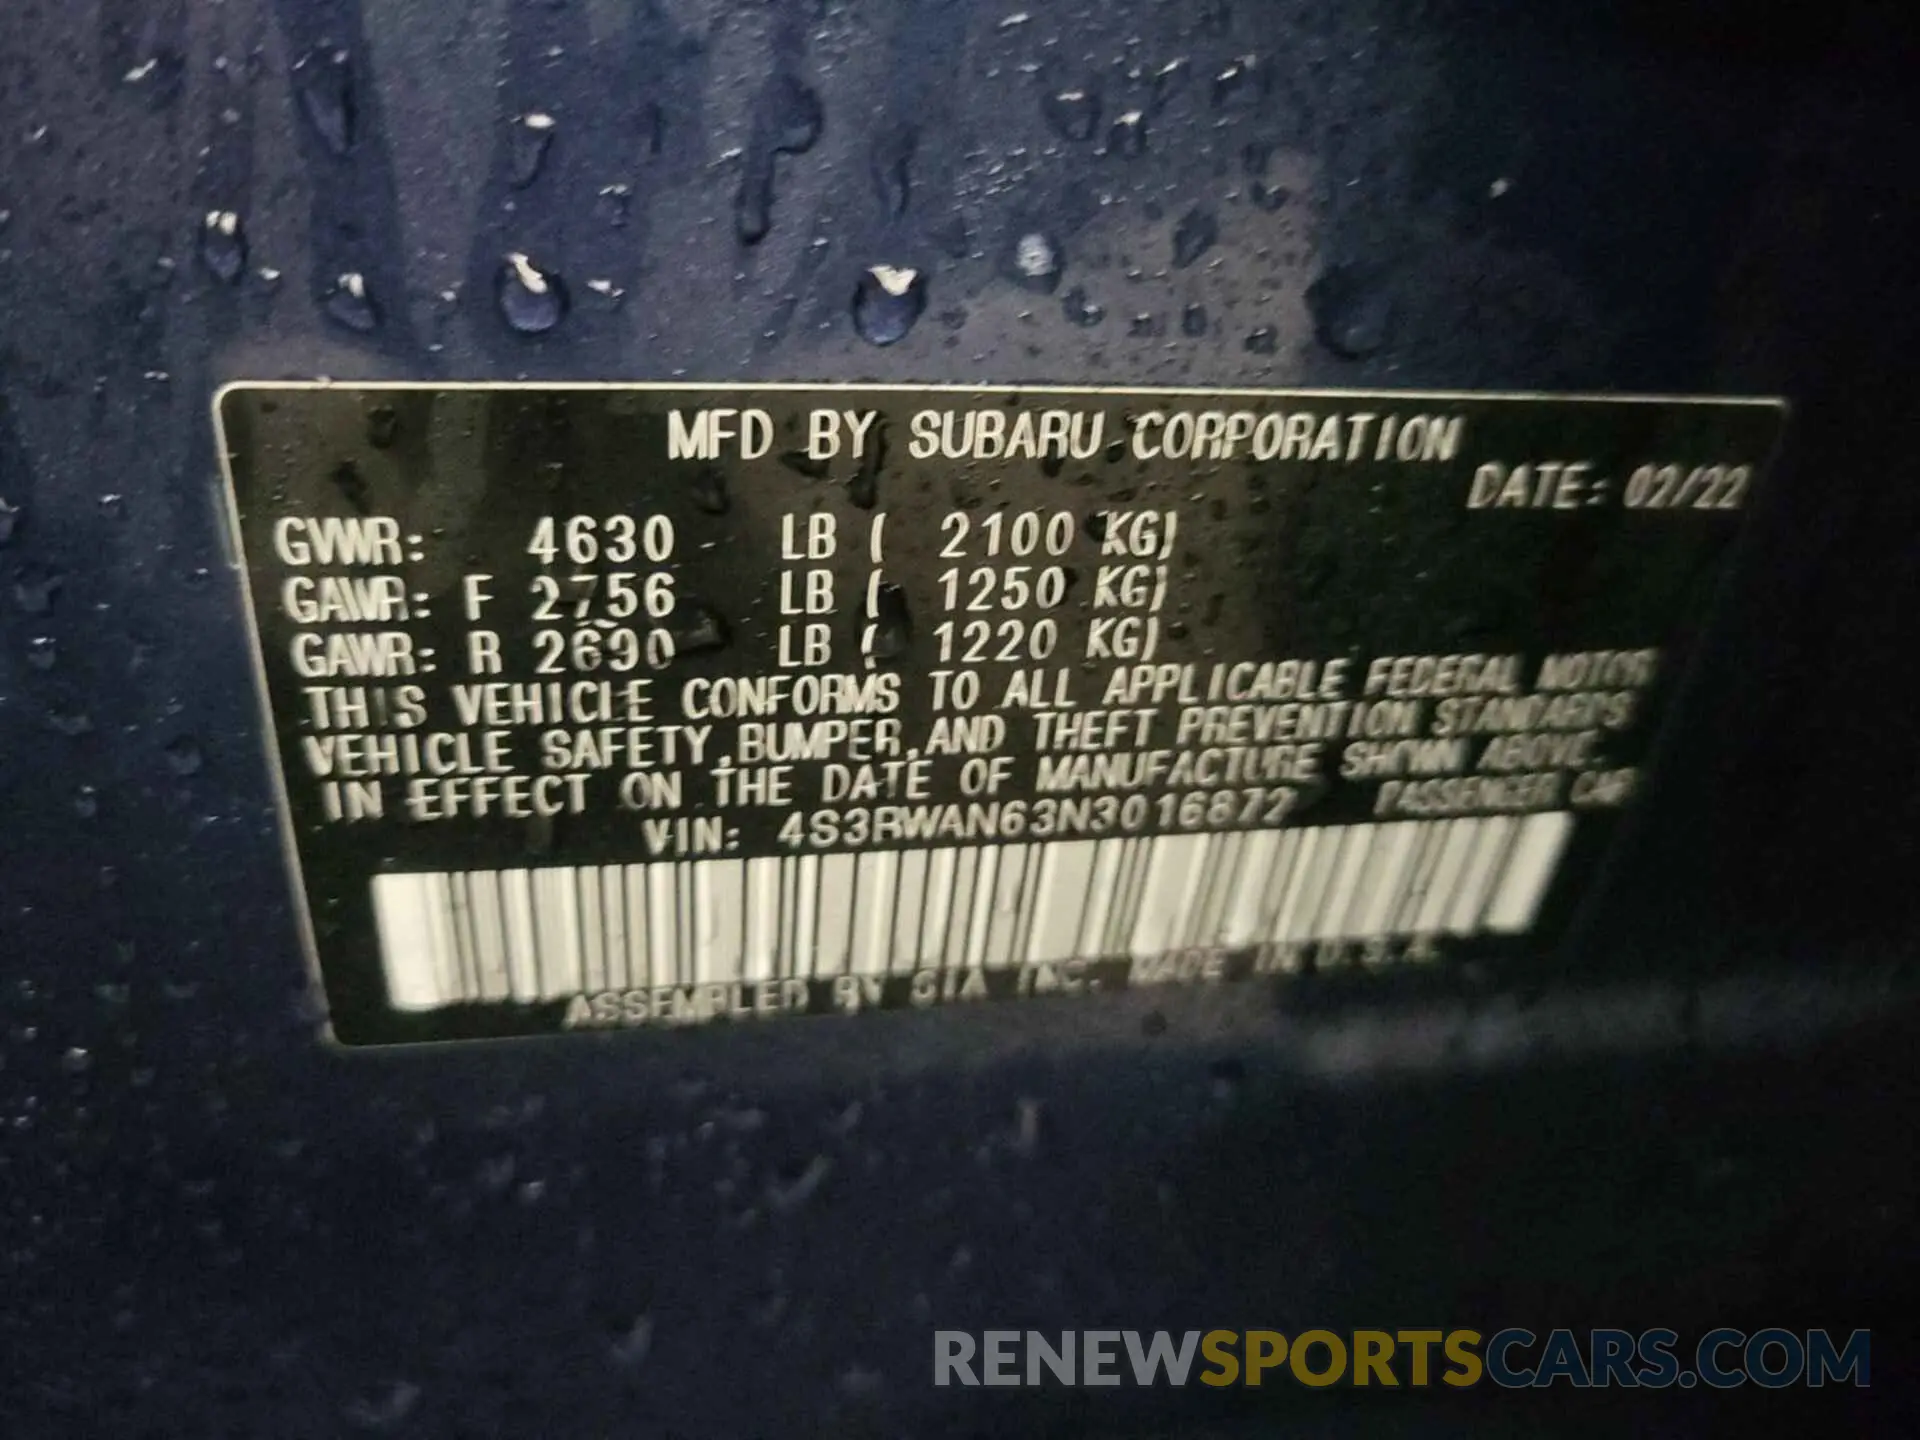 MFD BY SUBARU CORPORATION
DATE: 02/22
GVWR: 4630 LB ( 2100 KG)
GAWR: F 2756 LB ( 1250 KG)
GAWR: R 2690 LB ( 1220 KG)
THIS VEHICLE CONFORMS TO ALL APPLICABLE FEDERAL MOTOR
VEHICLE SAFETY, BUMPER, AND THEFT PREVENTION STANDARDS
IN EFFECT ON THE DATE OF MANUFACTURE SHOWN ABOVE.
VIN: 4S3RWAN63N3016872 PASSENGER CAR
ASSEMBLED BY SIA INC. MADE IN U.S.A.
RENEWSPORTSCARS.COM